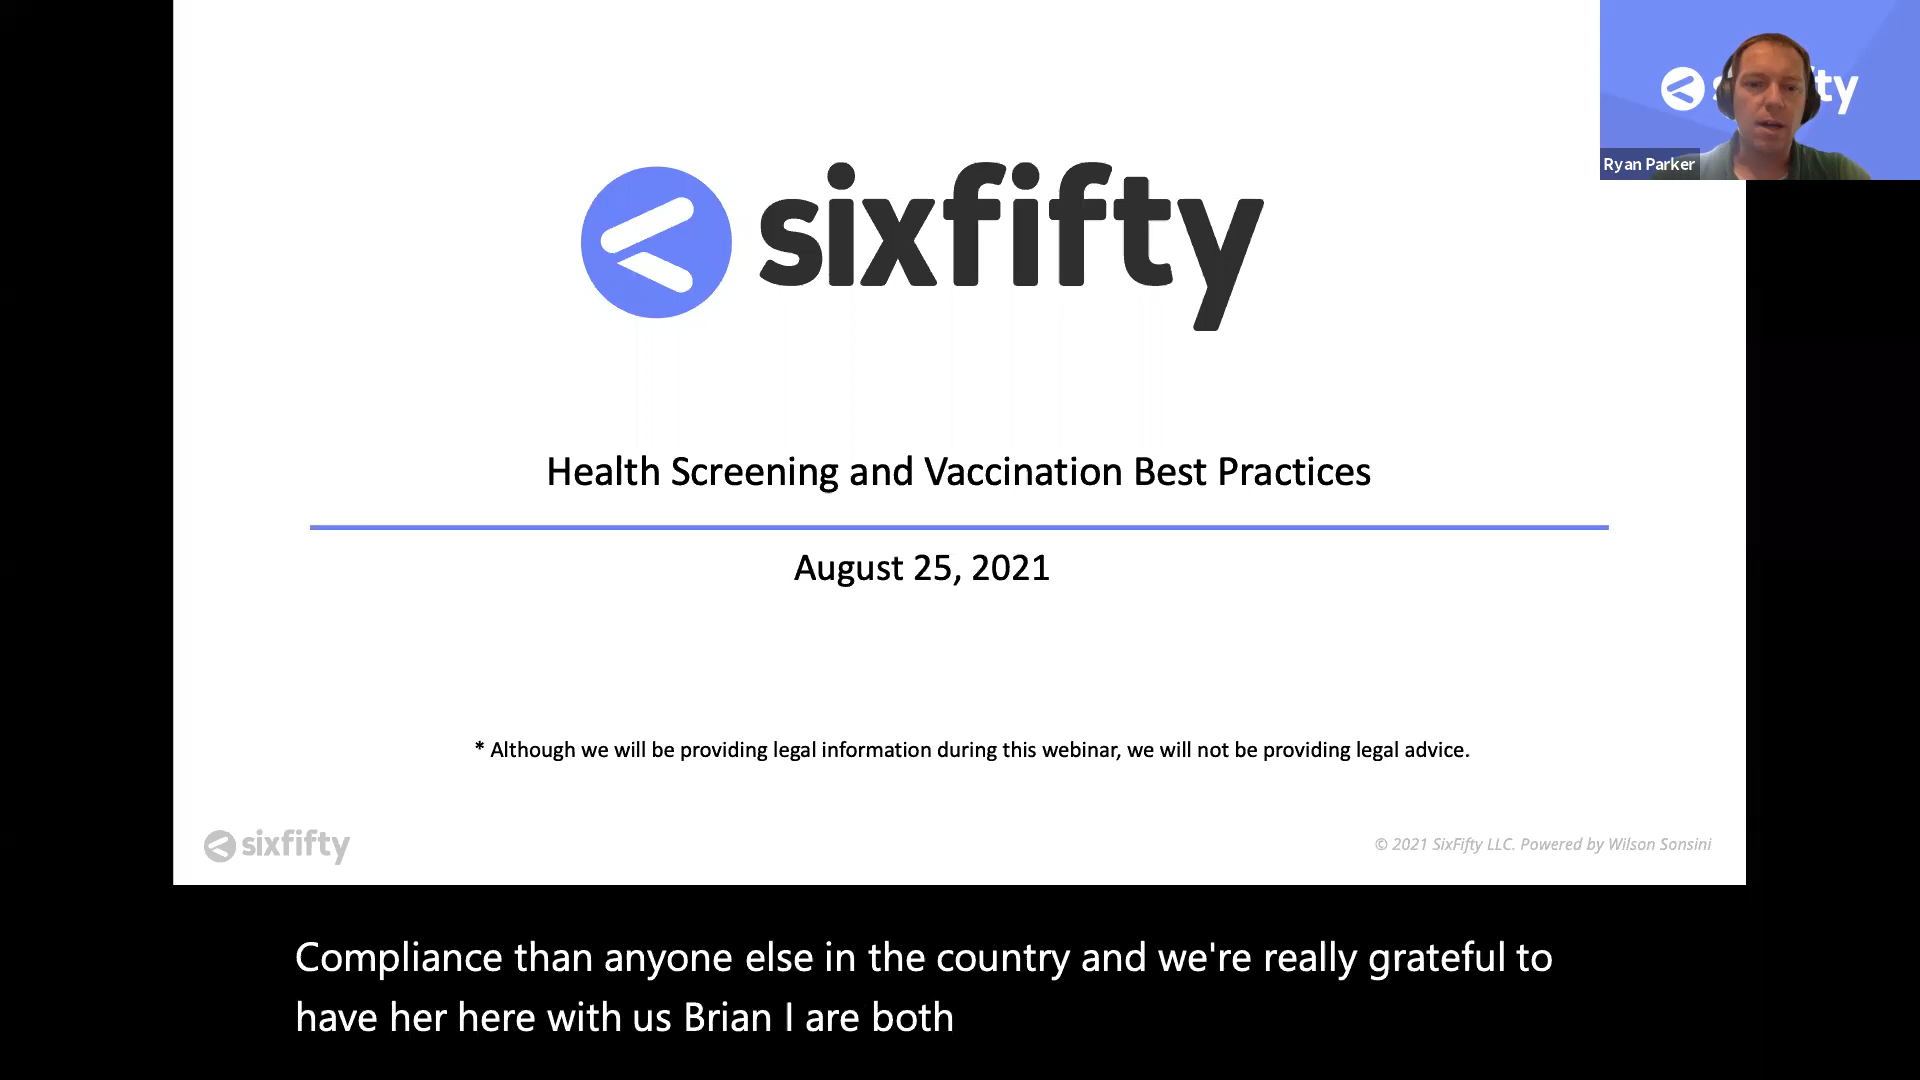 sixfifty
ty
Ryan Parker
Health Screening and Vaccination Best Practices
August 25, 2021
* Although we will be providing legal information during this webinar, we will not be providing legal advice.
sixfifty
© 2021 SixFifty LLC. Powered by Wilson Sonsini
Compliance than anyone else in the country and we're really grateful to
have her here with us Brian I are both